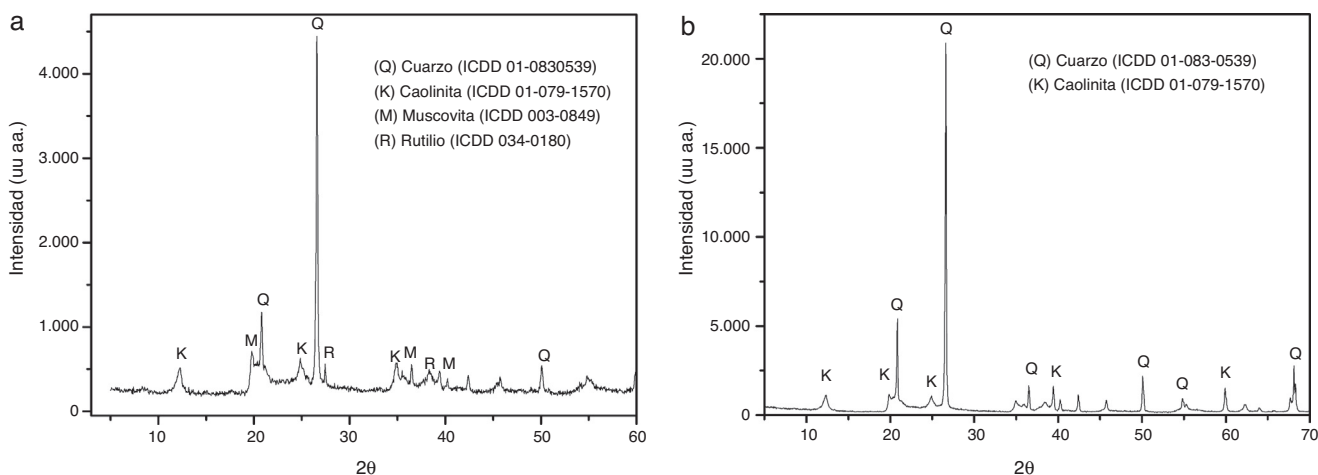 a
Q
4.000
3.000
2.000
1.000
0
Intensidad (uu aa.)
(Q) Cuarzo (ICDD 01-0830539)
(K) Caolinita (ICDD 01-079-1570)
(M) Muscovita (ICDD 003-0849)
(R) Rutilio (ICDD 034-0180)
K M Q K R K M R M Q
10 20 30 40 50 60
2θ
b
Q
20.000
15.000
10.000
5.000
0
Intensidad (uu aa.)
(Q) Cuarzo (ICDD 01-083-0539)
(K) Caolinita (ICDD 01-079-1570)
K K Q K Q K Q Q K Q
10 20 30 40 50 60 70
2θ